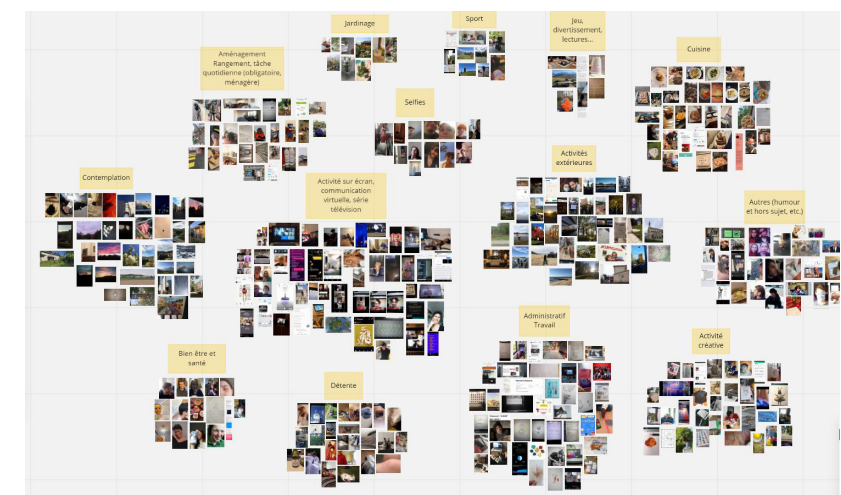 Jardinage
Sport
Jeu,
divertissement,
lectures...
Aménagement
Rangement, tâche
quotidienne (obligatoire,
ménagère)
Cuisine
Selfies
Contemplation
Activité sur écran,
communication
virtuelle, série
télévision
Activités
extérieures
Autres (humour
et hors sujet, etc.)
Administratif
Travail
Activité
créative
Bien être et
santé
Détente